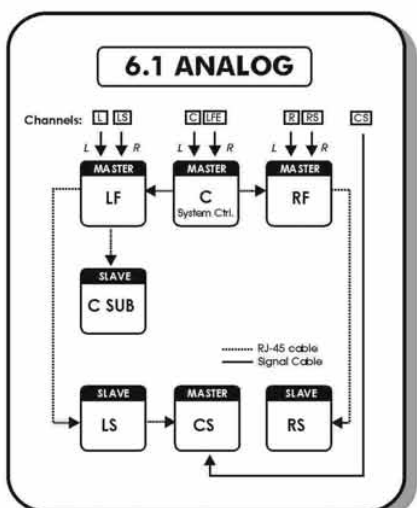 6.1 ANALOG
Channels: L LS C LFE R RS CS
L R L R L R
MASTER MASTER MASTER
LF C RF
System Ctrl.
SLAVE
C SUB
RJ-45 cable
Signal Cable
SLAVE MASTER SLAVE
LS CS RS